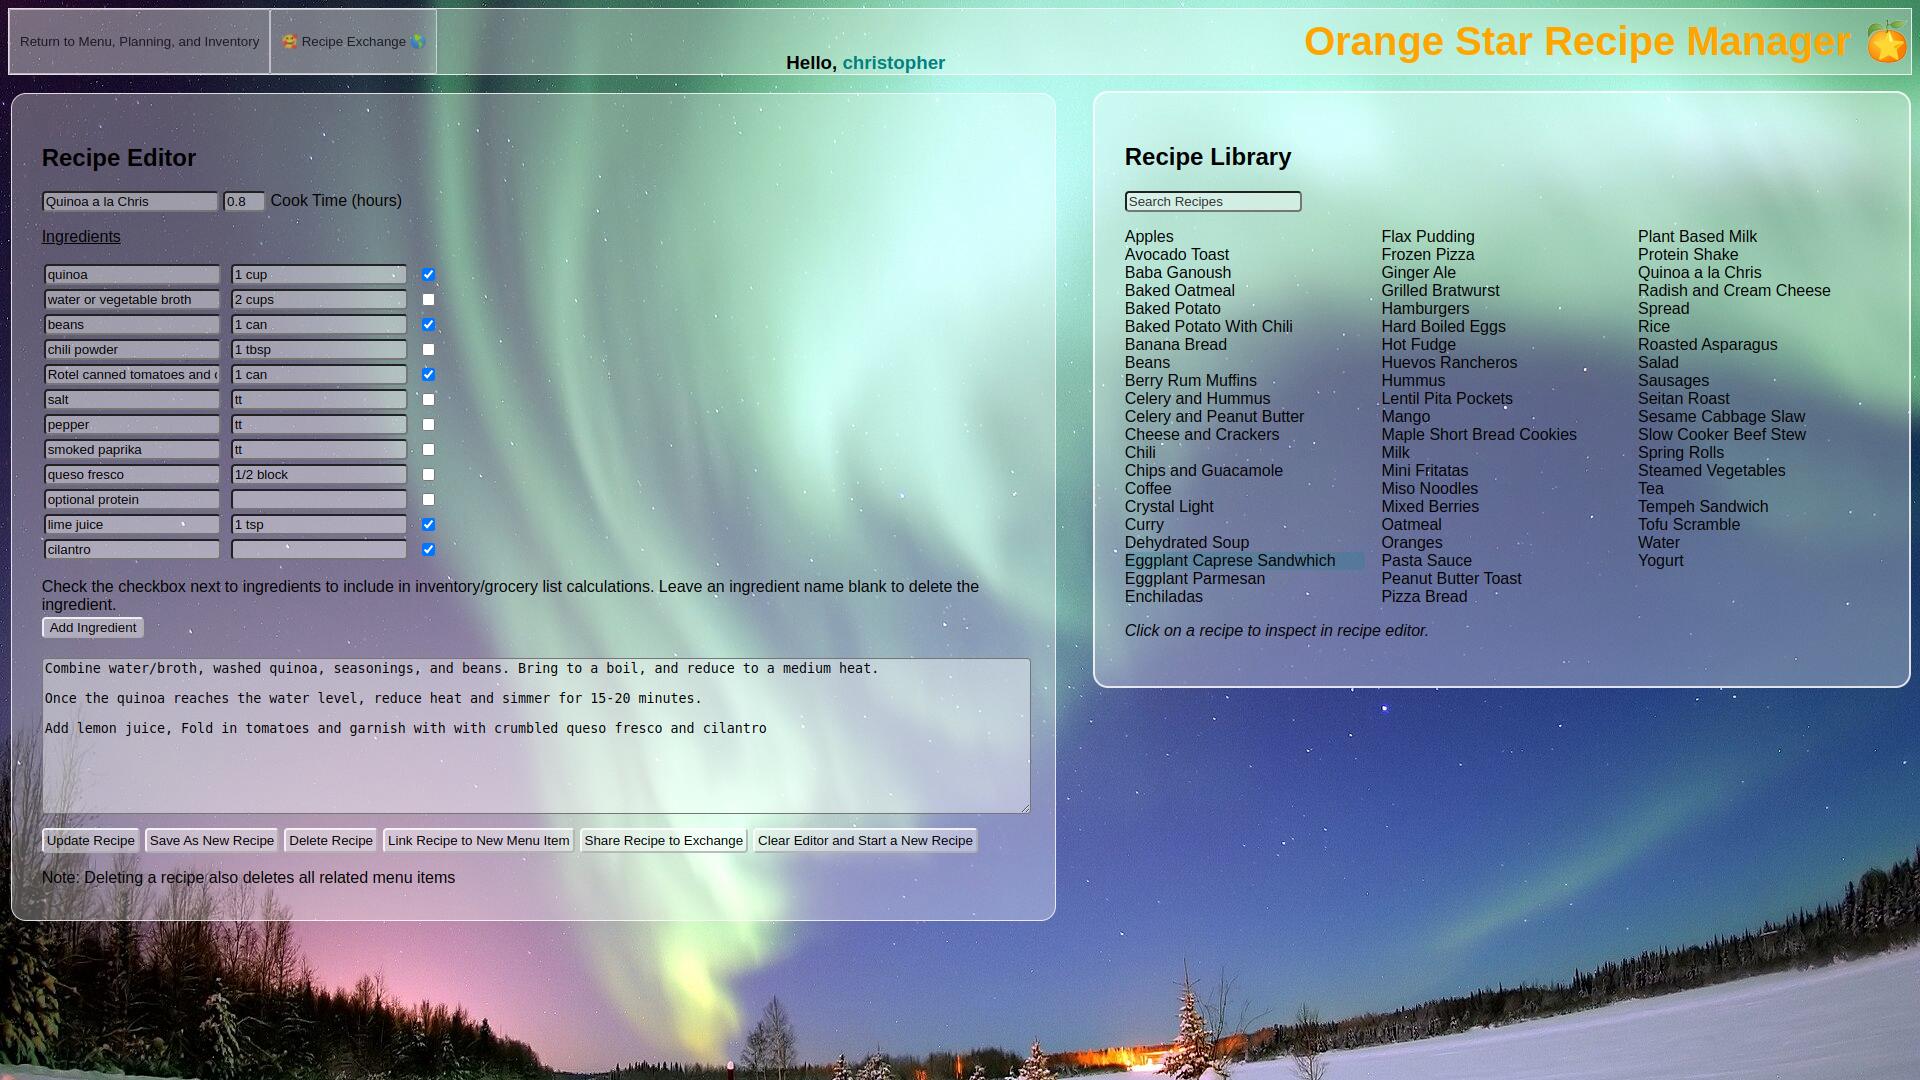 Return to Menu, Planning, and Inventory
🥰 Recipe Exchange 🌎
Hello, christopher
Orange Star Recipe Manager
Recipe Editor
Quinoa a la Chris 0.8 Cook Time (hours)
Ingredients
quinoa 1 cup
water or vegetable broth 2 cups
beans 1 can
chili powder 1 tbsp
Rotel canned tomatoes and 1 can
salt tt
pepper tt
smoked paprika tt
queso fresco 1/2 block
optional protein
lime juice 1 tsp
cilantro
Check the checkbox next to ingredients to include in inventory/grocery list calculations. Leave an ingredient name blank to delete the
ingredient.
Add Ingredient
Combine water/broth, washed quinoa, seasonings, and beans. Bring to a boil, and reduce to a medium heat.
Once the quinoa reaches the water level, reduce heat and simmer for 15-20 minutes.
Add lemon juice, Fold in tomatoes and garnish with with crumbled queso fresco and cilantro
Update Recipe Save As New Recipe Delete Recipe Link Recipe to New Menu Item Share Recipe to Exchange Clear Editor and Start a New Recipe
Note: Deleting a recipe also deletes all related menu items
Recipe Library
Search Recipes
Apples
Avocado Toast
Baba Ganoush
Baked Oatmeal
Baked Potato
Baked Potato With Chili
Banana Bread
Beans
Berry Rum Muffins
Celery and Hummus
Celery and Peanut Butter
Cheese and Crackers
Chili
Chips and Guacamole
Coffee
Crystal Light
Curry
Dehydrated Soup
Eggplant Caprese Sandwhich
Eggplant Parmesan
Enchiladas
Flax Pudding
Frozen Pizza
Ginger Ale
Grilled Bratwurst
Hamburgers
Hard Boiled Eggs
Hot Fudge
Huevos Rancheros
Hummus
Lentil Pita Pockets
Mango
Maple Short Bread Cookies
Milk
Mini Fritatas
Miso Noodles
Mixed Berries
Oatmeal
Oranges
Pasta Sauce
Peanut Butter Toast
Pizza Bread
Plant Based Milk
Protein Shake
Quinoa a la Chris
Radish and Cream Cheese
Spread
Rice
Roasted Asparagus
Salad
Sausages
Seitan Roast
Sesame Cabbage Slaw
Slow Cooker Beef Stew
Spring Rolls
Steamed Vegetables
Tea
Tempeh Sandwich
Tofu Scramble
Water
Yogurt
Click on a recipe to inspect in recipe editor.